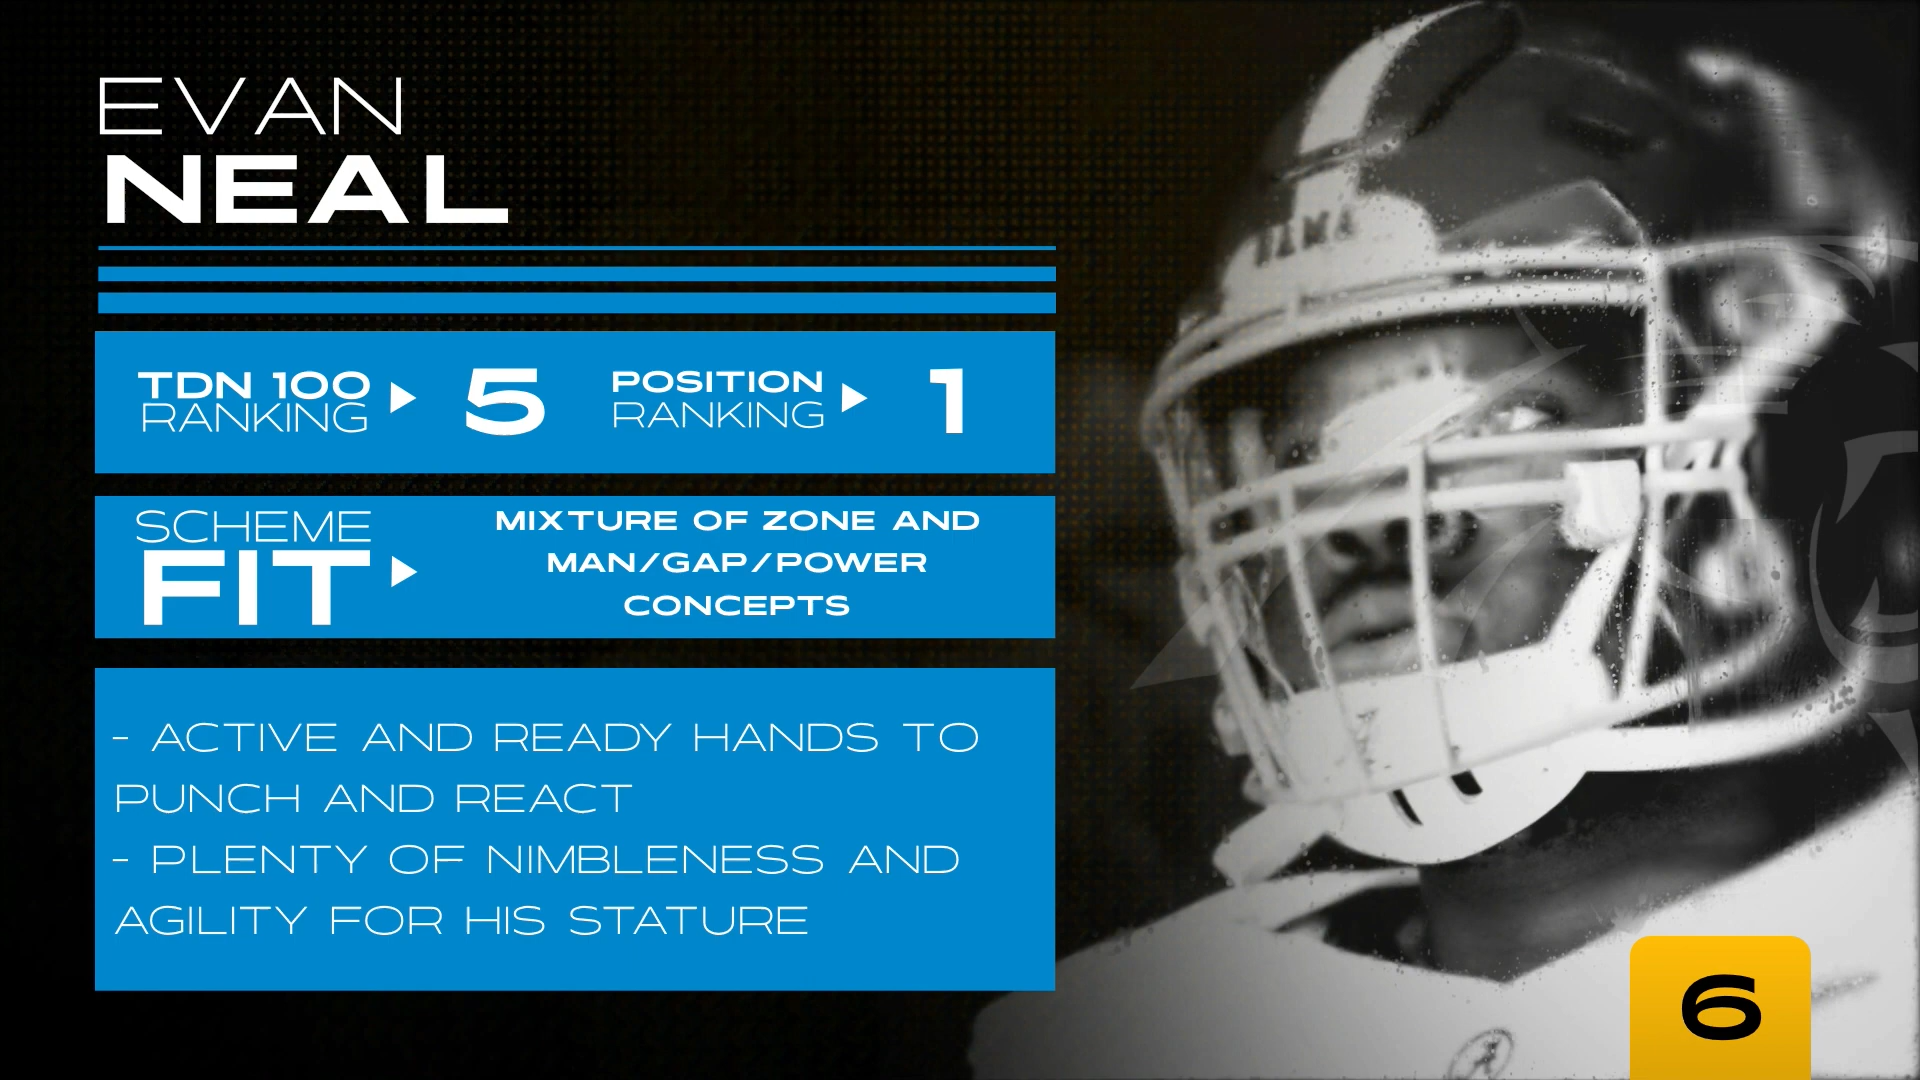 EVAN
NEAL
TDN 100
RANKING
5
POSITION
RANKING
1
SCHEME
FIT
MIXTURE OF ZONE AND
MAN/GAP/POWER
CONCEPTS
- ACTIVE AND READY HANDS TO
PUNCH AND REACT
- PLENTY OF NIMBLENESS AND
AGILITY FOR HIS STATURE
6